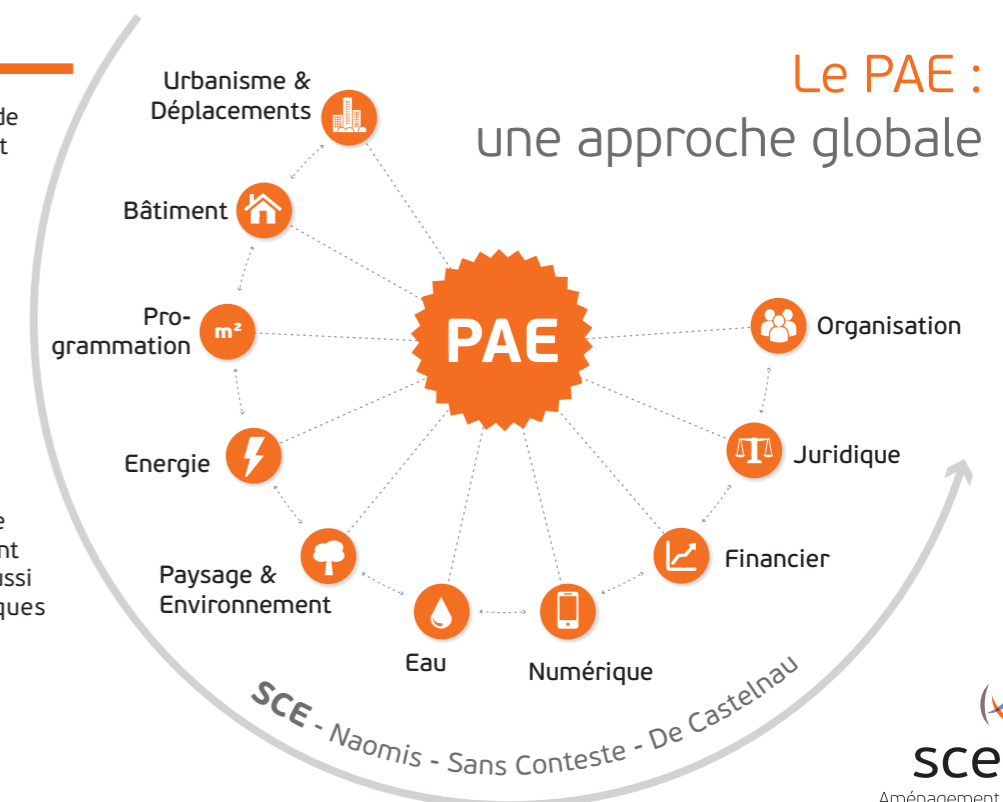 Le PAE :
une approche globale
de
t
e
nt
ussi
ques
Urbanisme &
Déplacements
Bâtiment
Pro-
grammation
m²
Energie
Paysage &
Environnement
Eau
Numérique
Financier
Juridique
Organisation
PAE
SCE - Naomis - Sans Conteste - De Castelnau
sce
Aménagement